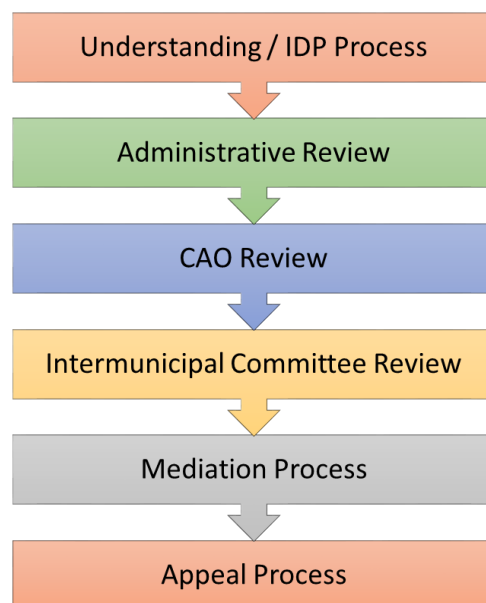 Understanding / IDP Process
Administrative Review
CAO Review
Intermunicipal Committee Review
Mediation Process
Appeal Process